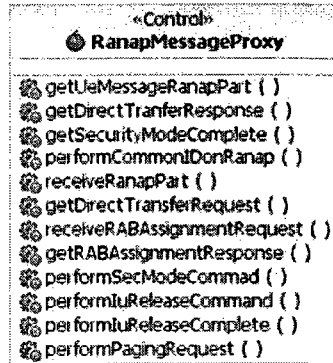 «Control»
RanapMessageProxy
getUeMessageRanapPart ( )
getDirectTranferResponse ( )
getSecurityModeComplete ( )
performCommonIDonRanap ( )
receiveRanapPart ( )
getDirectTransferRequest ( )
receiveRABAssignmentRequest ( )
getRABAssignmentResponse ( )
performSecModeCommad ( )
performIuReleaseCommand ( )
performIuReleaseComplete ( )
performPagingRequest ( )